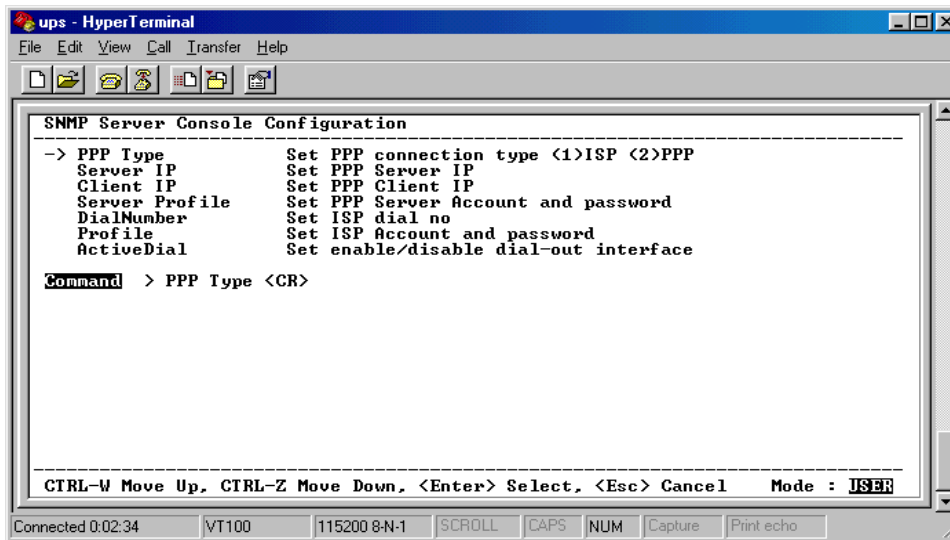 ups - HyperTerminal
File Edit View Call Transfer Help
SNMP Server Console Configuration
-> PPP Type Set PPP connection type <1>ISP <2>PPP
Server IP Set PPP Server IP
Client IP Set PPP Client IP
Server Profile Set PPP Server Account and password
DialNumber Set ISP dial no
Profile Set ISP Account and password
ActiveDial Set enable/disable dial-out interface
Command > PPP Type <CR>
CTRL-W Move Up, CTRL-Z Move Down, <Enter> Select, <Esc> Cancel Mode : USER
Connected 0:02:34 VT100 115200 8-N-1 SCROLL CAPS NUM Capture Print echo